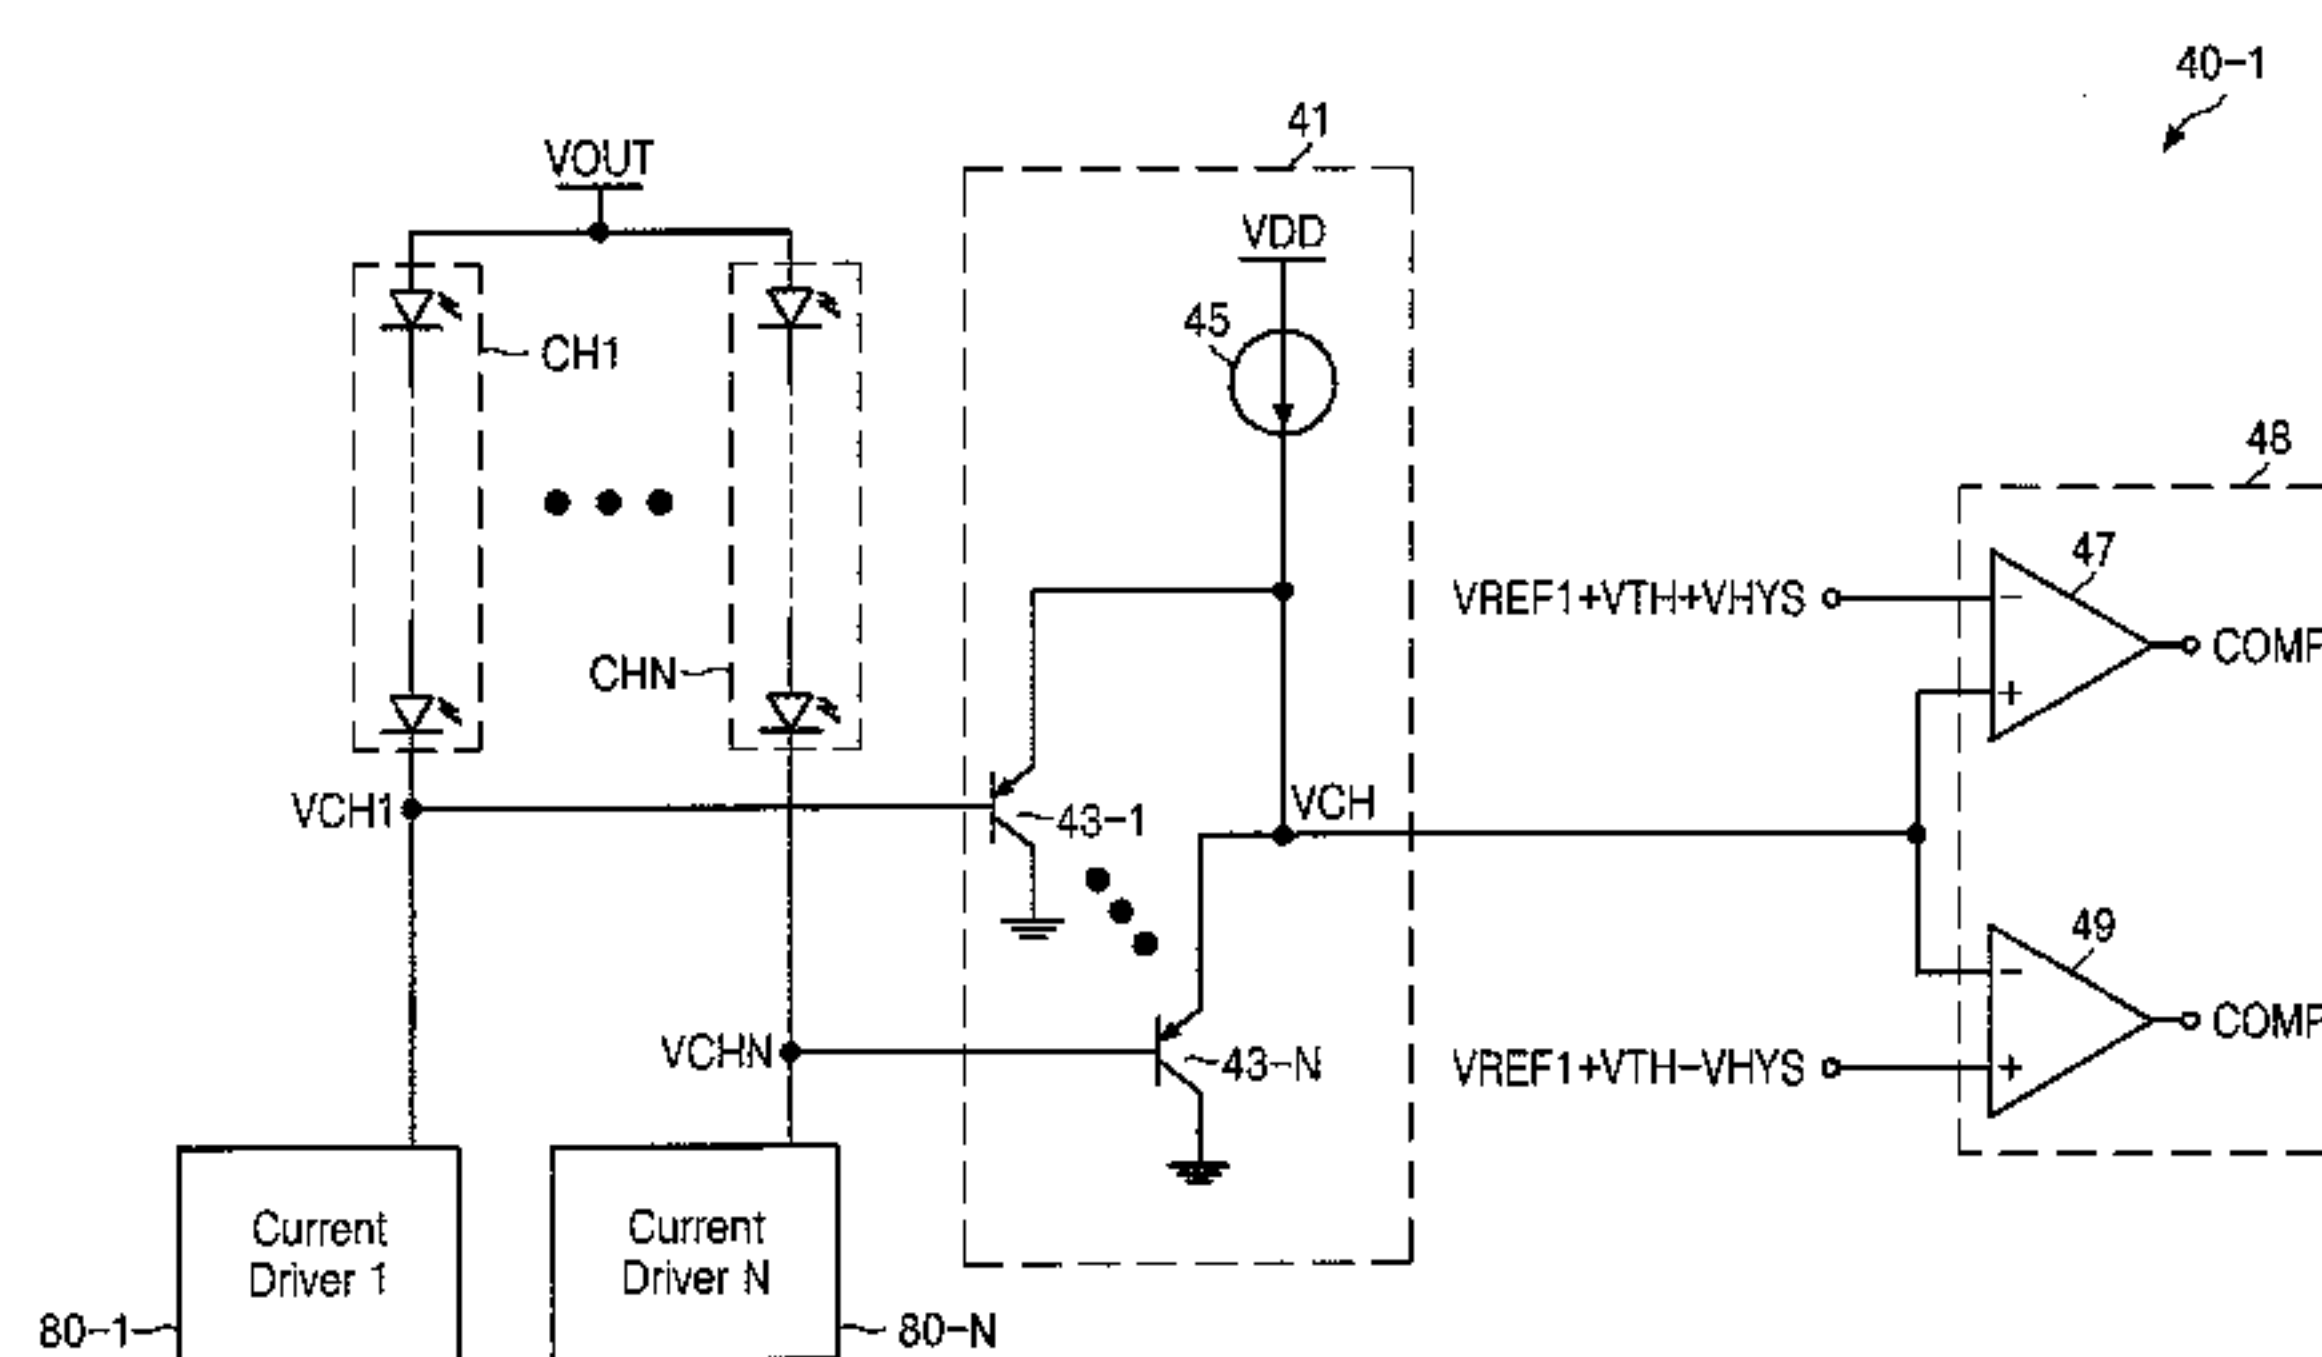 40-1
41
VOUT
VDD
45
CH1
48
47
VREF1+VTH+VHYS
−
COMP
CHN
+
VCH1
43-1
VCH
49
−
COMP
VCHN
43-N
VREF1+VTH−VHYS
+
Current
Driver 1
Current
Driver N
80-1
80-N